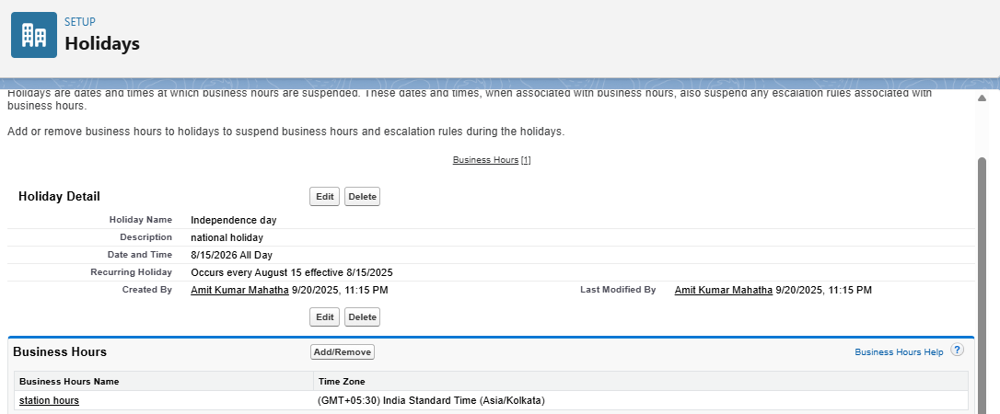 SETUP
Holidays
Holidays are dates and times at which business hours are suspended. These dates and times, when associated with business hours, also suspend any escalation rules associated with
business hours.
Add or remove business hours to holidays to suspend business hours and escalation rules during the holidays.
Business Hours [1]
Holiday Detail Edit Delete
Holiday Name Independence day
Description national holiday
Date and Time 8/15/2026 All Day
Recurring Holiday Occurs every August 15 effective 8/15/2025
Created By Amit Kumar Mahatha 9/20/2025, 11:15 PM Last Modified By Amit Kumar Mahatha 9/20/2025, 11:15 PM
Edit Delete
Business Hours Add/Remove Business Hours Help ?
Business Hours Name Time Zone
station hours (GMT+05:30) India Standard Time (Asia/Kolkata)